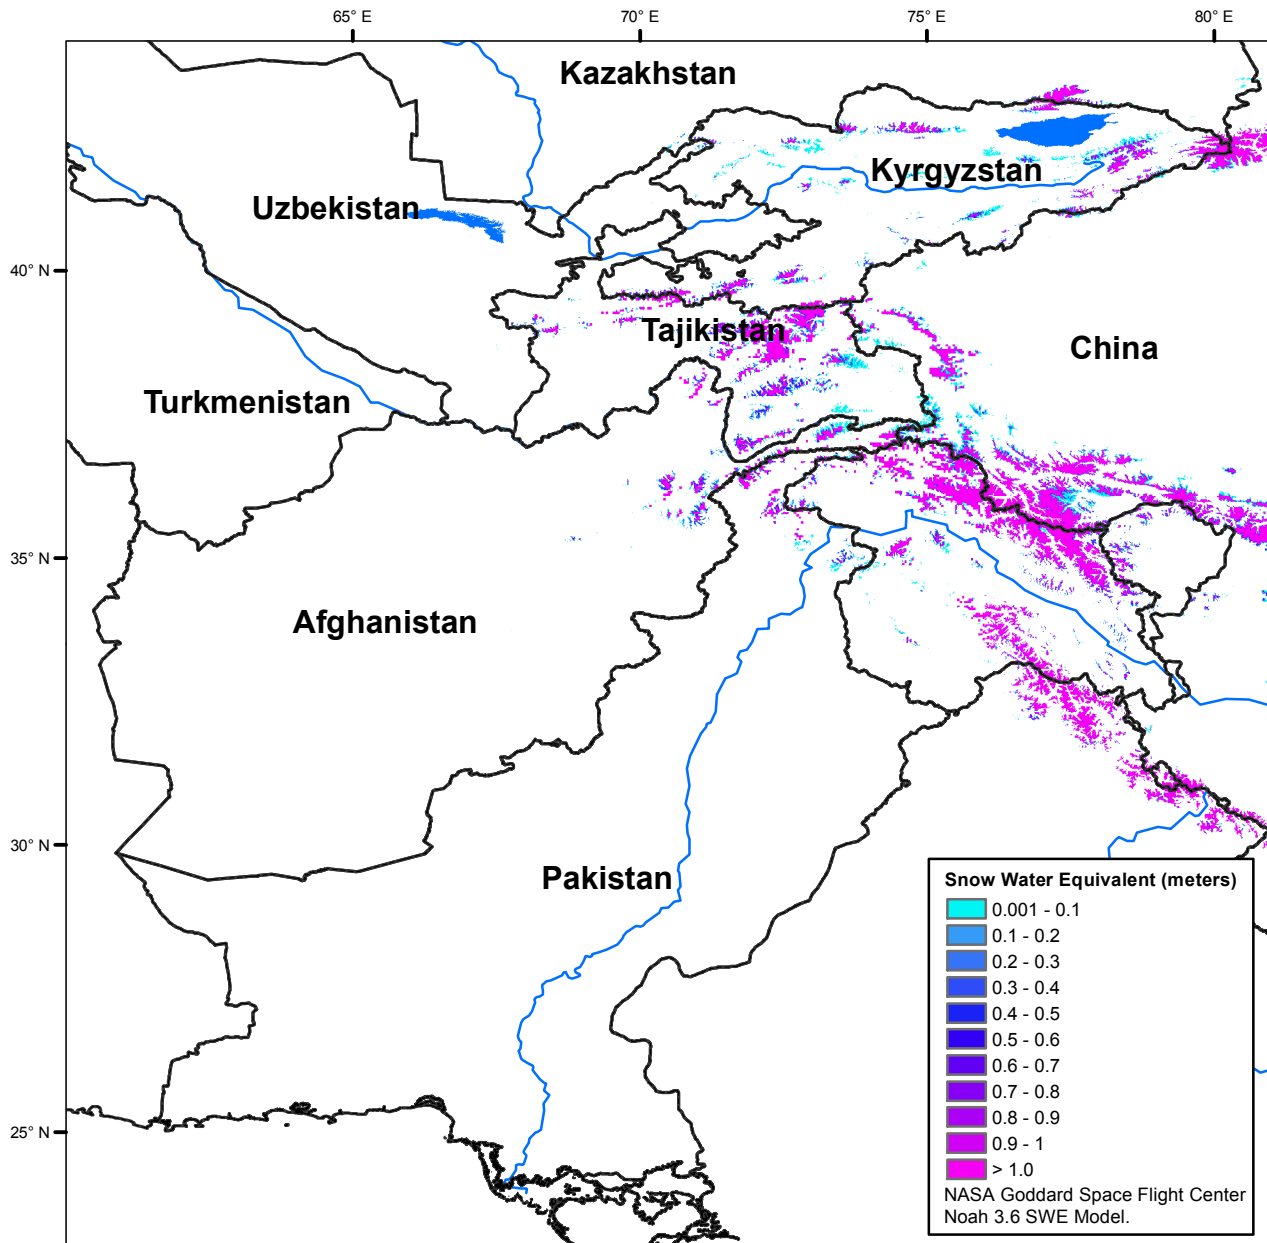 65° E
70° E
75° E
80° E
Kazakhstan
Kyrgyzstan
Uzbekistan
40° N
Tajikistan
China
Turkmenistan
35° N
Afghanistan
30° N
Pakistan
Snow Water Equivalent (meters)
0.001 - 0.1
0.1 - 0.2
0.2 - 0.3
0.3 - 0.4
0.4 - 0.5
0.5 - 0.6
0.6 - 0.7
0.7 - 0.8
0.8 - 0.9
0.9 - 1
> 1.0
NASA Goddard Space Flight Center
Noah 3.6 SWE Model.
25° N